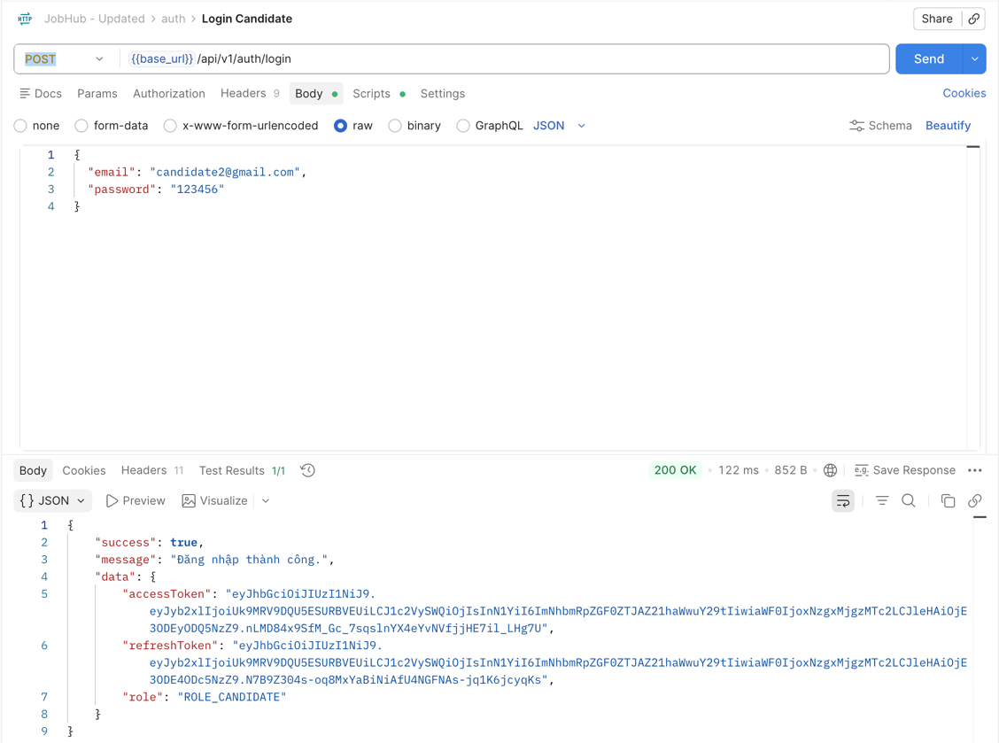 HTTP JobHub - Updated > auth > Login Candidate Share
POST {{base_url}} /api/v1/auth/login Send
Docs Params Authorization Headers 9 Body Scripts Settings Cookies
none form-data x-www-form-urlencoded raw binary GraphQL JSON Schema Beautify
1 {
2 "email": "candidate2@gmail.com",
3 "password": "123456"
4 }
Body Cookies Headers 11 Test Results 1/1 200 OK • 122 ms • 852 B • e.g. Save Response
{} JSON Preview Visualize
1 {
2 "success": true,
3 "message": "Đăng nhập thành công.",
4 "data": {
5 "accessToken": "eyJhbGciOiJIUzI1NiJ9.
eyJyb2xlIjoiUk9MRV9DQU5ESURBVEUiLCJ1c2VySWQiOjIsInN1YiI6ImNhbmRpZGF0ZTJAZ21haWwuY29tIiwiaWF0IjoxNzgxMjgzMTc2LCJleHAiOjE
3ODEyODQ5NzZ9.nLMD84x9SfM_Gc_7sqslnYX4eYvNVfjjHE7il_LHg7U",
6 "refreshToken": "eyJhbGciOiJIUzI1NiJ9.
eyJyb2xlIjoiUk9MRV9DQU5ESURBVEUiLCJ1c2VySWQiOjIsInN1YiI6ImNhbmRpZGF0ZTJAZ21haWwuY29tIiwiaWF0IjoxNzgxMjgzMTc2LCJleHAiOjE
3ODE4ODc5NzZ9.N7B9Z304s-oq8MxYaBiNiAfU4NGFNAs-jq1K6jcyqKs",
7 "role": "ROLE_CANDIDATE"
8 }
9 }